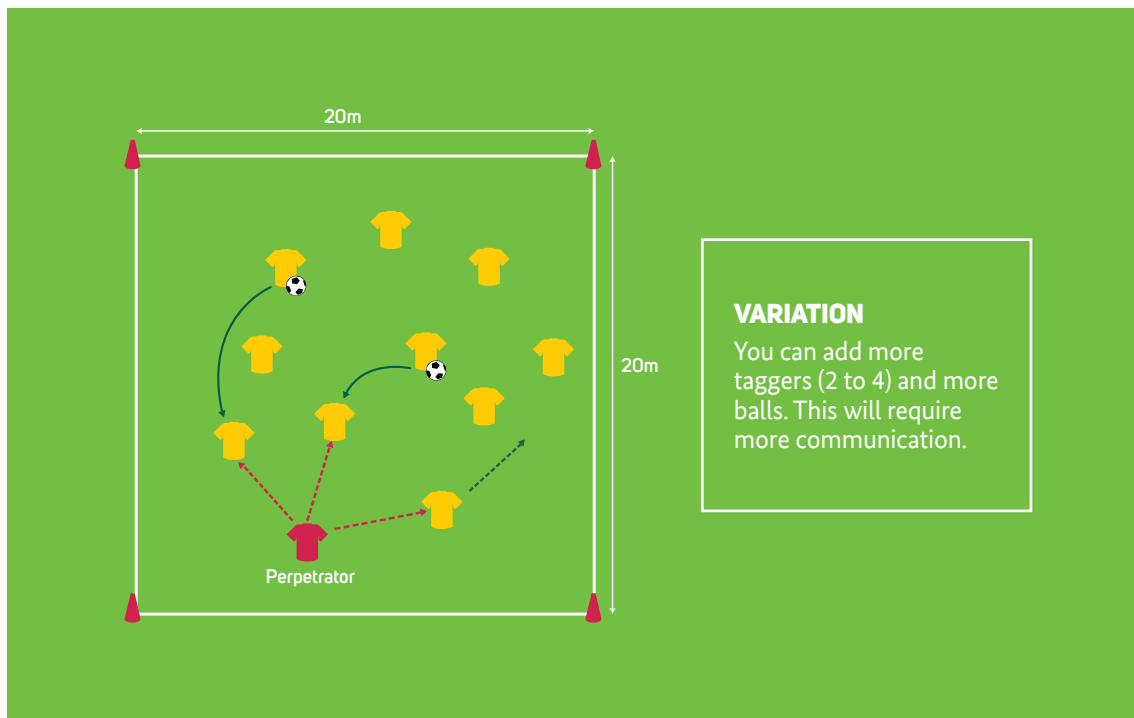 20m
20m
Perpetrator
VARIATION
You can add more
taggers (2 to 4) and more
balls. This will require
more communication.